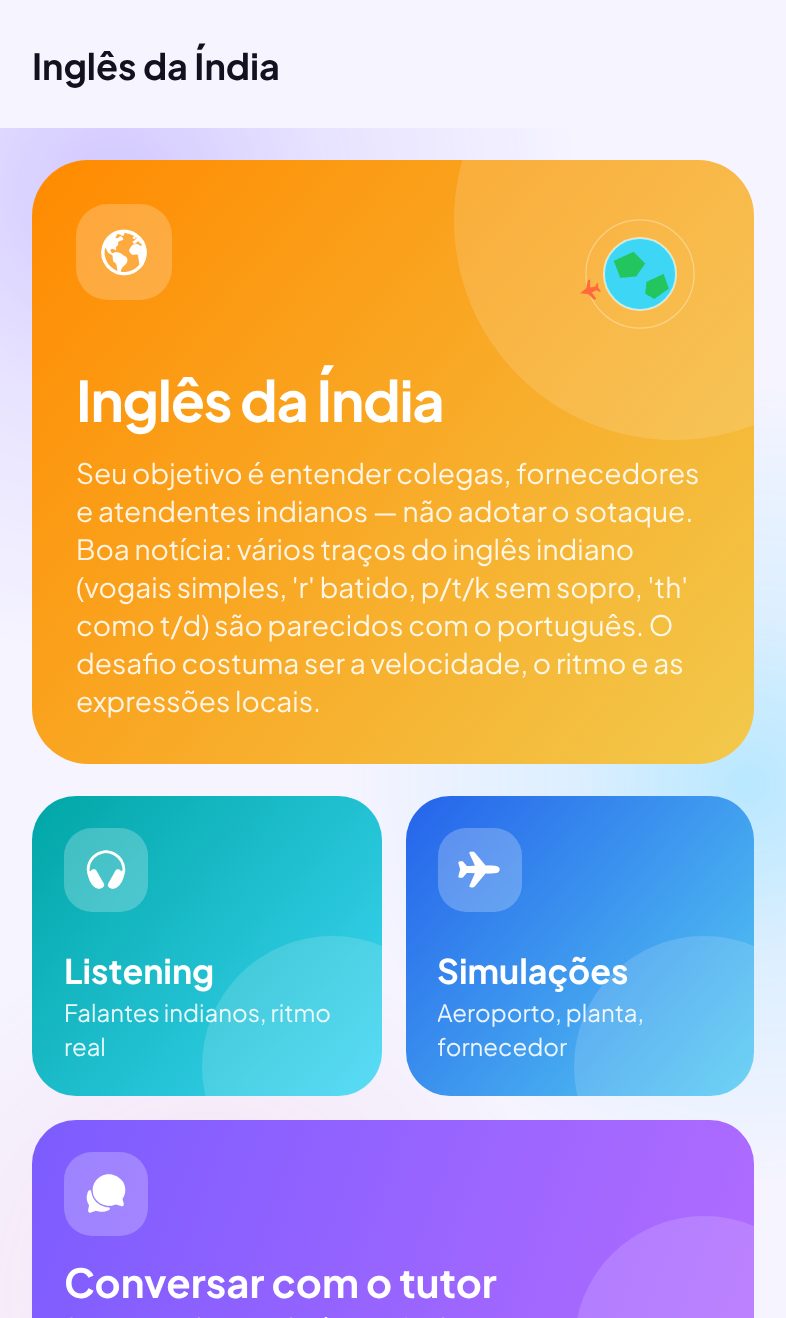 Inglês da Índia
Inglês da Índia
Seu objetivo é entender colegas, fornecedores
e atendentes indianos — não adotar o sotaque.
Boa notícia: vários traços do inglês indiano
(vogais simples, 'r' batido, p/t/k sem sopro, 'th'
como t/d) são parecidos com o português. O
desafio costuma ser a velocidade, o ritmo e as
expressões locais.
Listening
Falantes indianos, ritmo
real
Simulações
Aeroporto, planta,
fornecedor
Conversar com o tutor